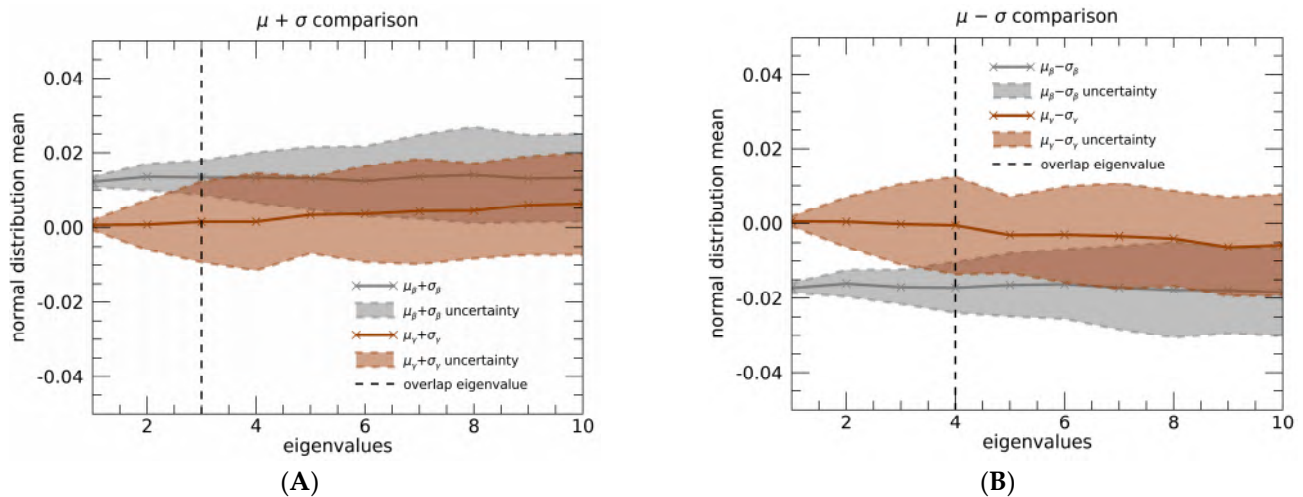 μ + σ comparison
normal distribution mean
0.04
0.02
0.00
-0.02
-0.04
μβ+σβ
μβ+σβ uncertainty
μγ+σγ
μγ+σγ uncertainty
overlap eigenvalue
2 4 6 8 10
eigenvalues
(A)
μ − σ comparison
normal distribution mean
0.04
0.02
0.00
-0.02
-0.04
μβ−σβ
μβ−σβ uncertainty
μγ−σγ
μγ−σγ uncertainty
overlap eigenvalue
2 4 6 8 10
eigenvalues
(B)